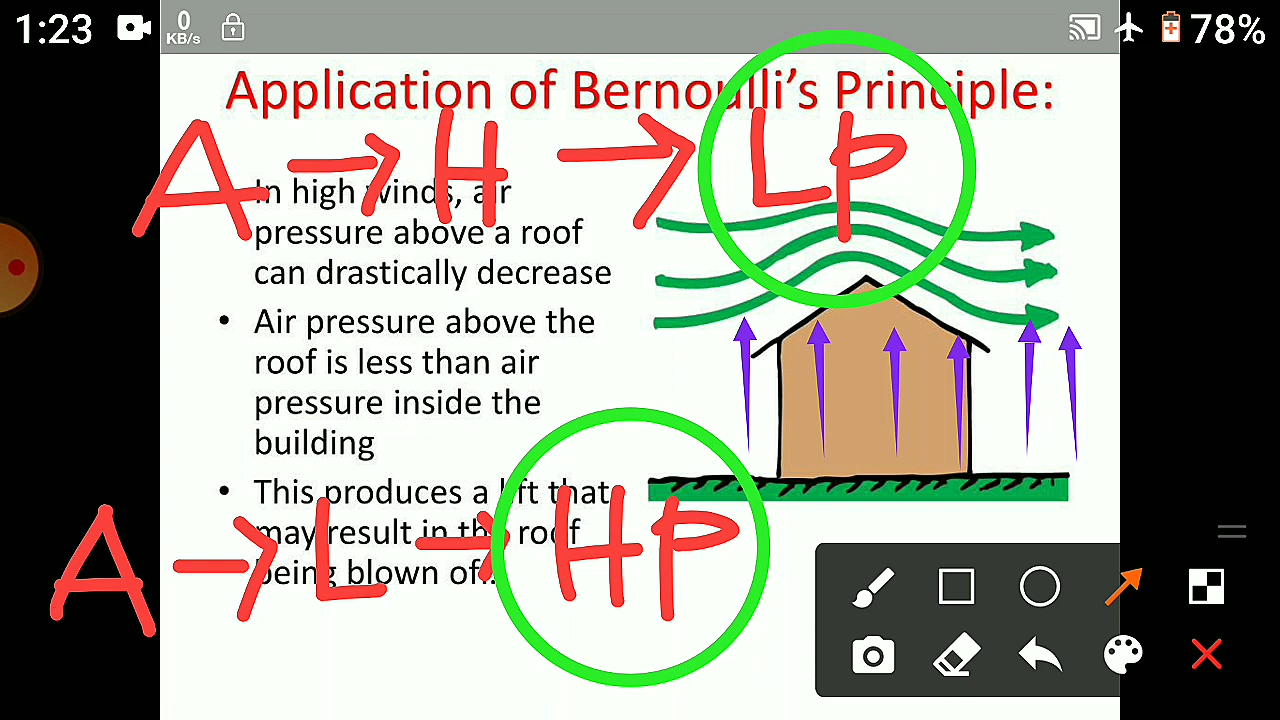 1:23
0
KB/s
78%
Application of Bernoulli's Principle:
A → H → LP
In high winds, air
pressure above a roof
can drastically decrease
• Air pressure above the
roof is less than air
pressure inside the
building
• This produces a lift that
may result in the roof
being blown off.
A → L → HP